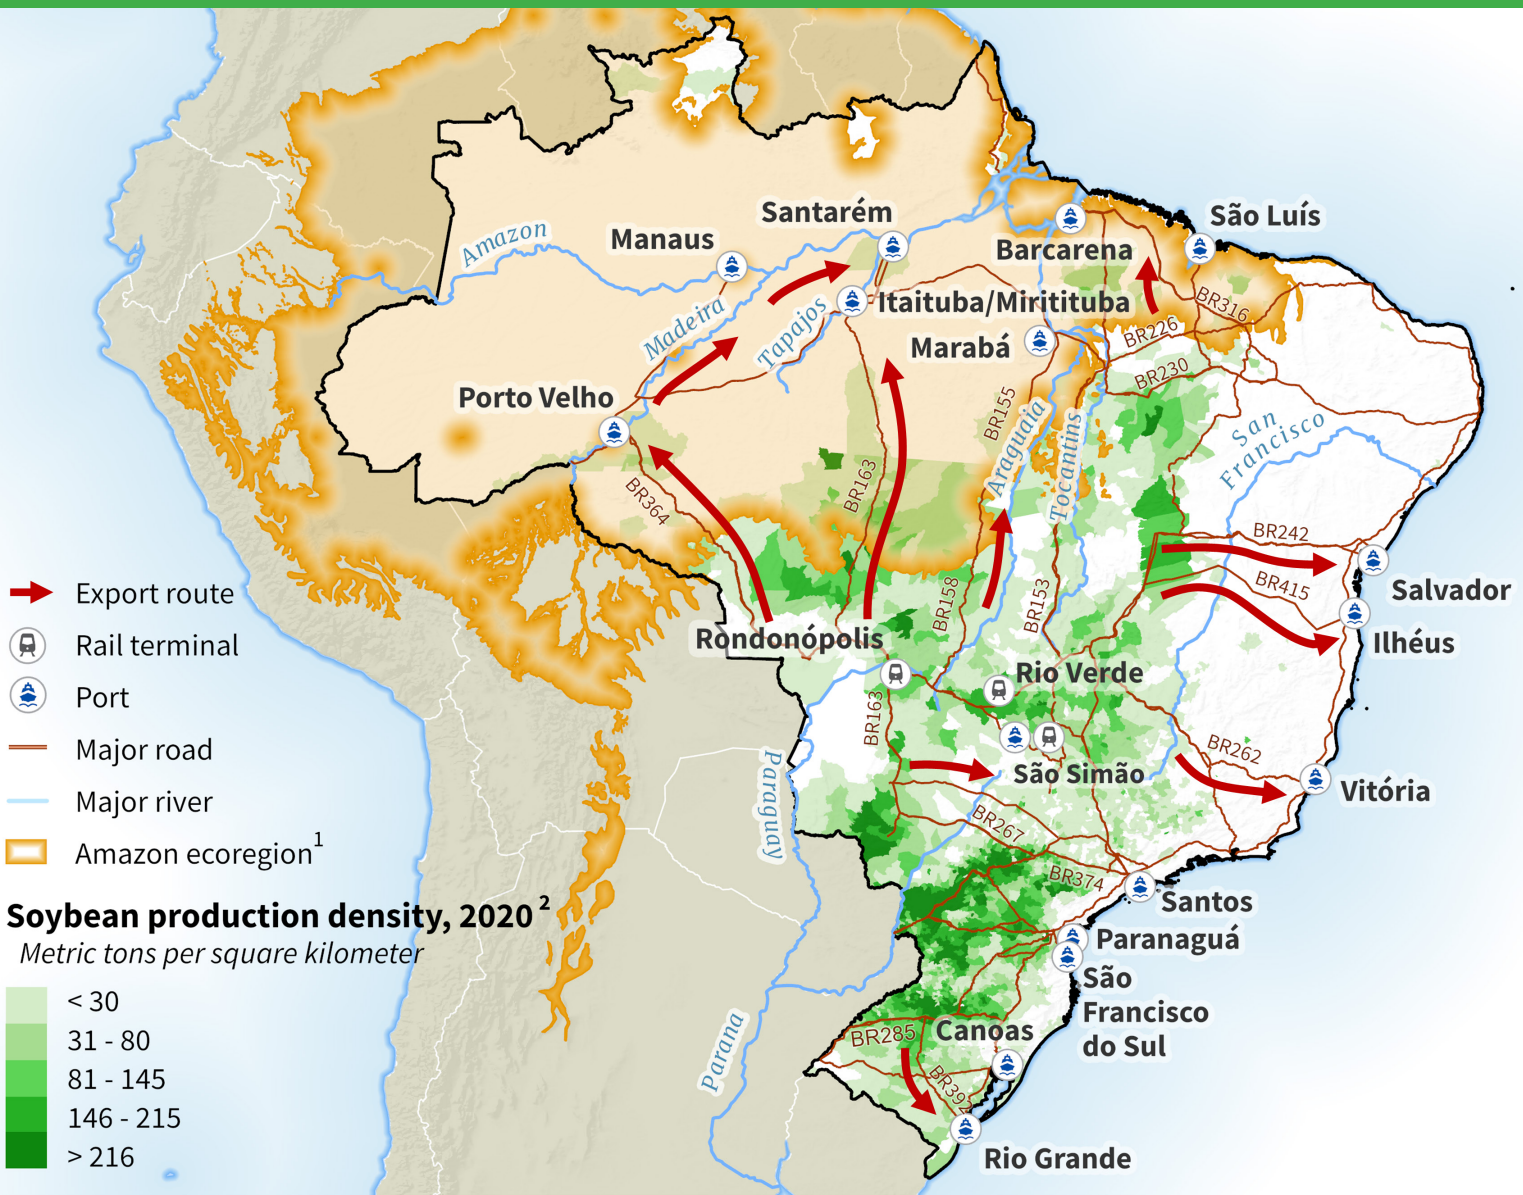 Santarém
São Luís
Manaus
Amazon
Barcarena
Itaituba/Miritituba
BR316
Madeira
Tapajos
BR226
Marabá
BR230
Porto Velho
BR155
San
Francisco
Araguaia
Tocantins
BR364
BR163
BR242
BR415
Salvador
BR158
BR153
Ilhéus
Rondonópolis
Rio Verde
BR163
São Simão
BR262
Vitória
Paraguay
BR267
BR374
Santos
Paranaguá
São
Francisco
do Sul
Canoas
BR285
Parana
BR392
Rio Grande
Export route
Rail terminal
Port
Major road
Major river
Amazon ecoregion1
Soybean production density, 2020 2
Metric tons per square kilometer
< 30
31 - 80
81 - 145
146 - 215
> 216